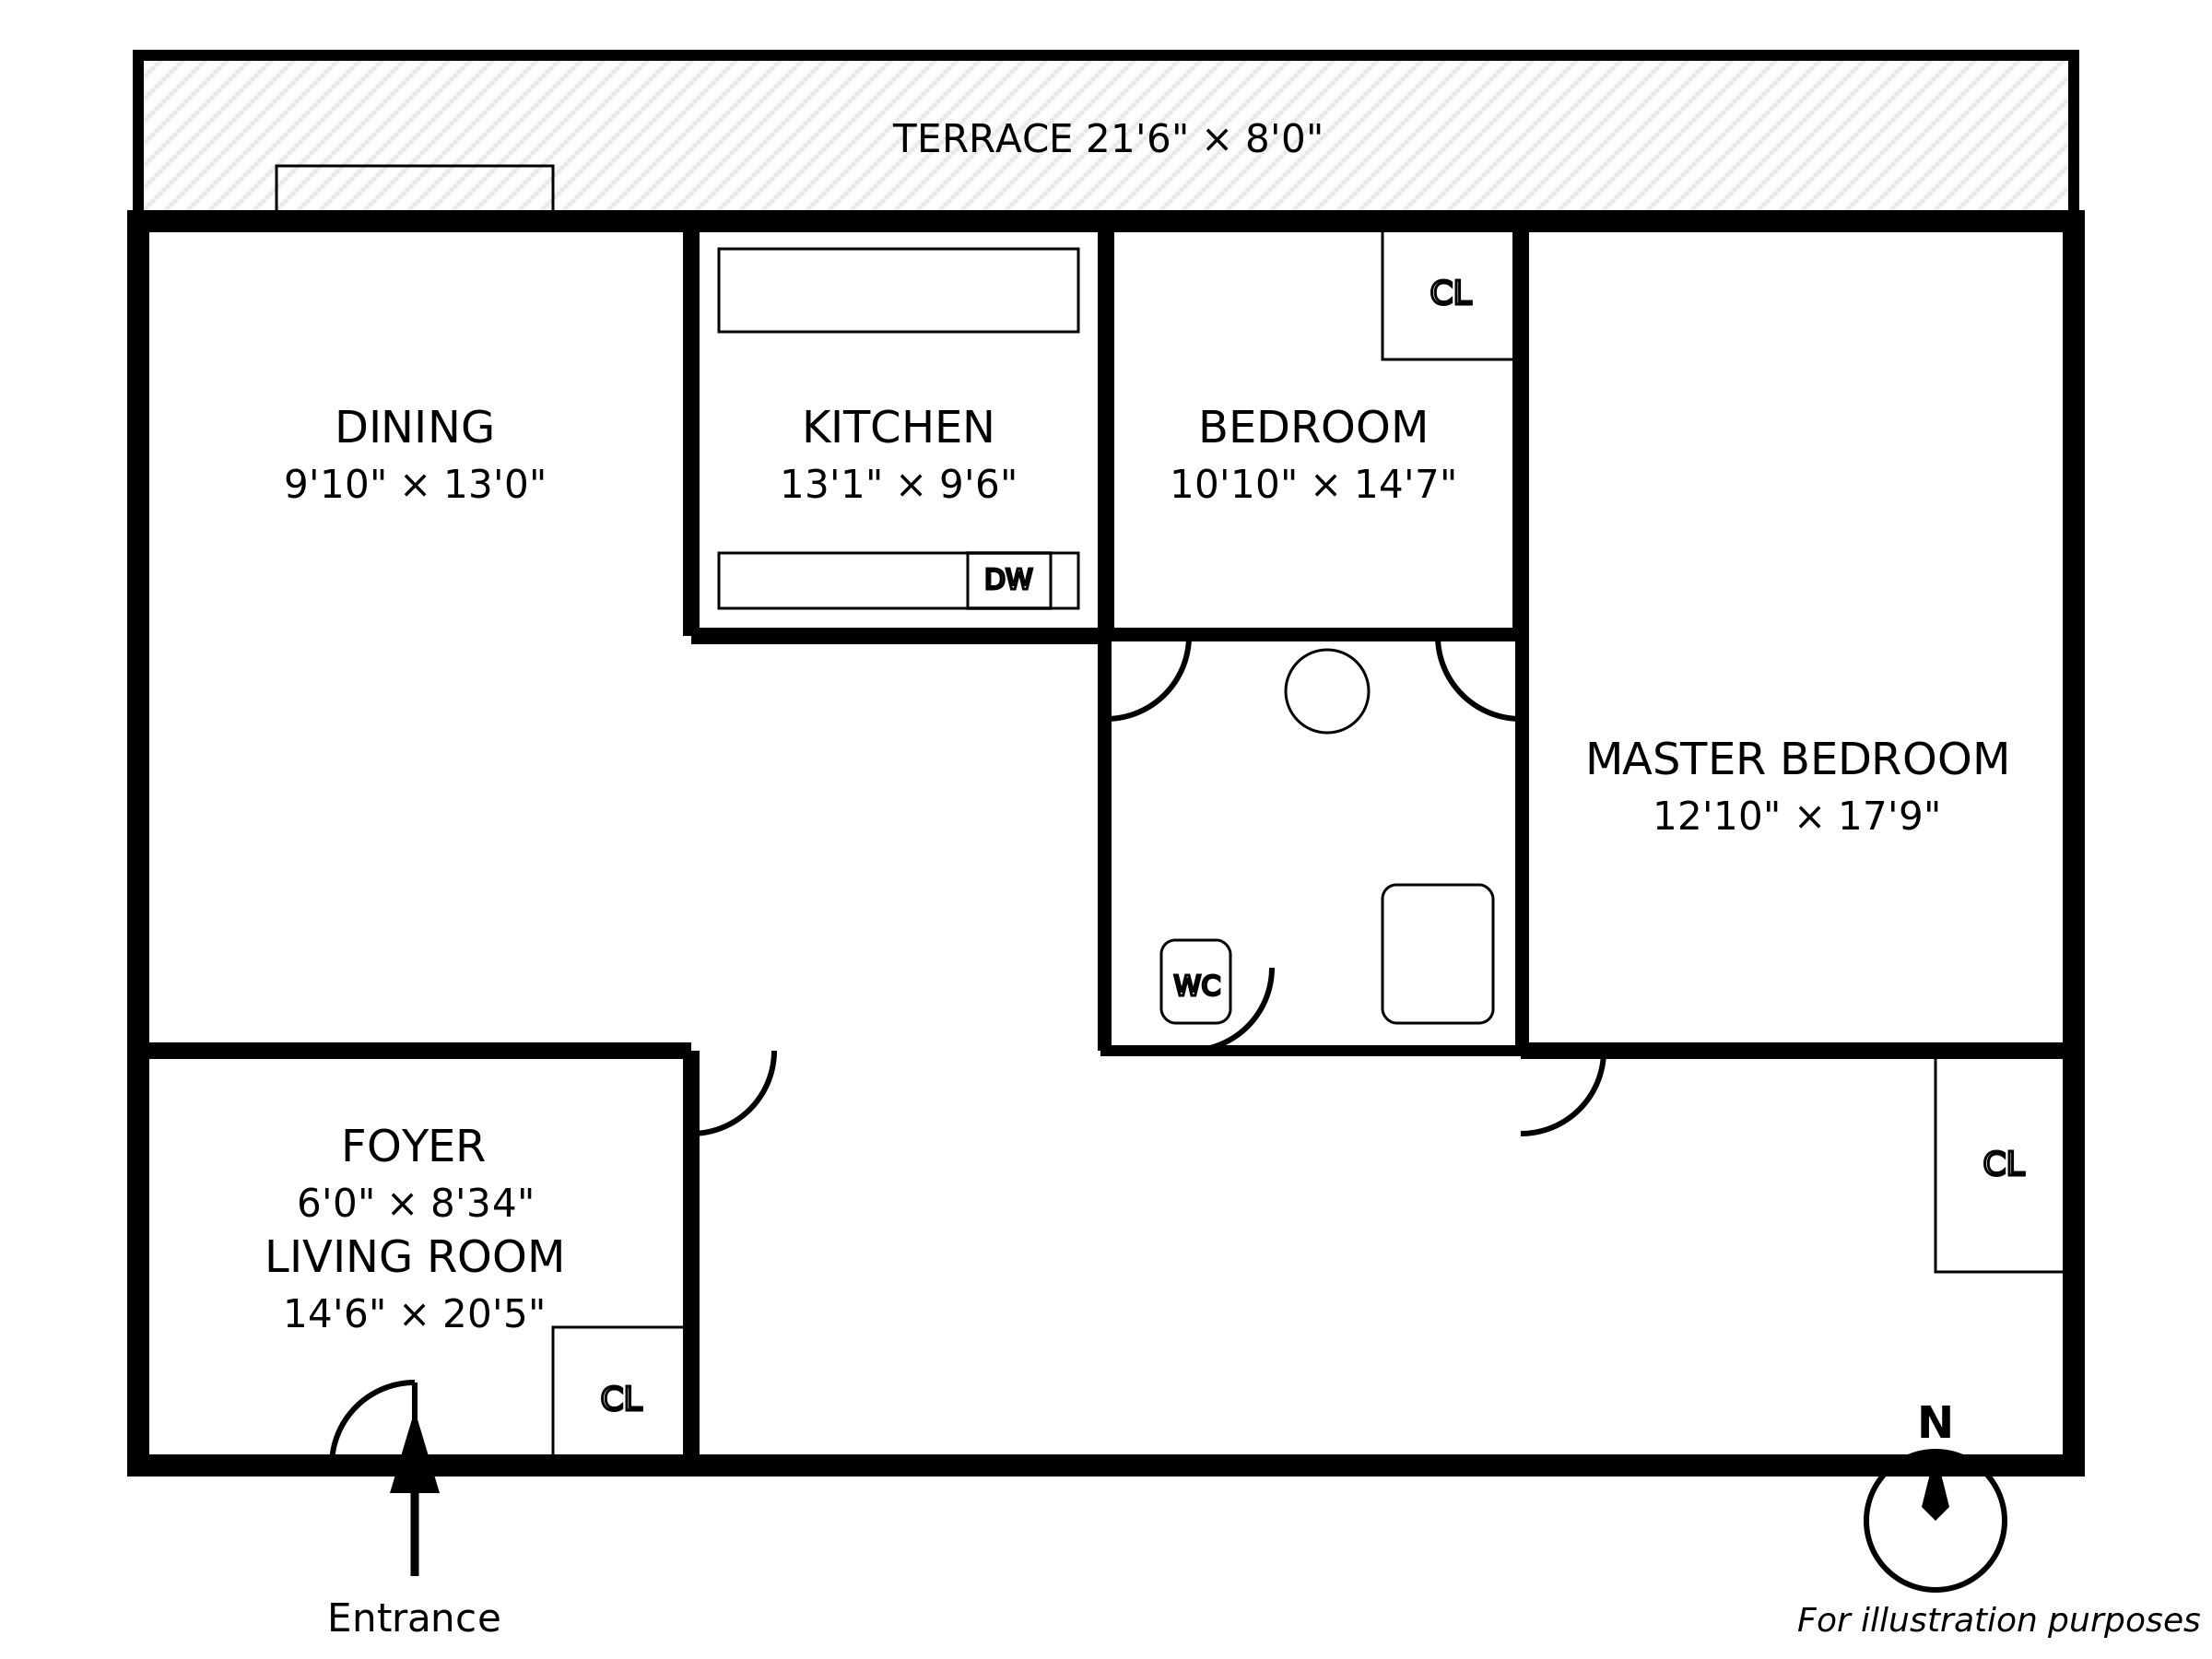 TERRACE 21'6" × 8'0"
CL
DINING
9'10" × 13'0"
KITCHEN
13'1" × 9'6"
BEDROOM
10'10" × 14'7"
DW
MASTER BEDROOM
12'10" × 17'9"
WC
FOYER
6'0" × 8'34"
LIVING ROOM
14'6" × 20'5"
CL
CL
N
Entrance
For illustration purposes